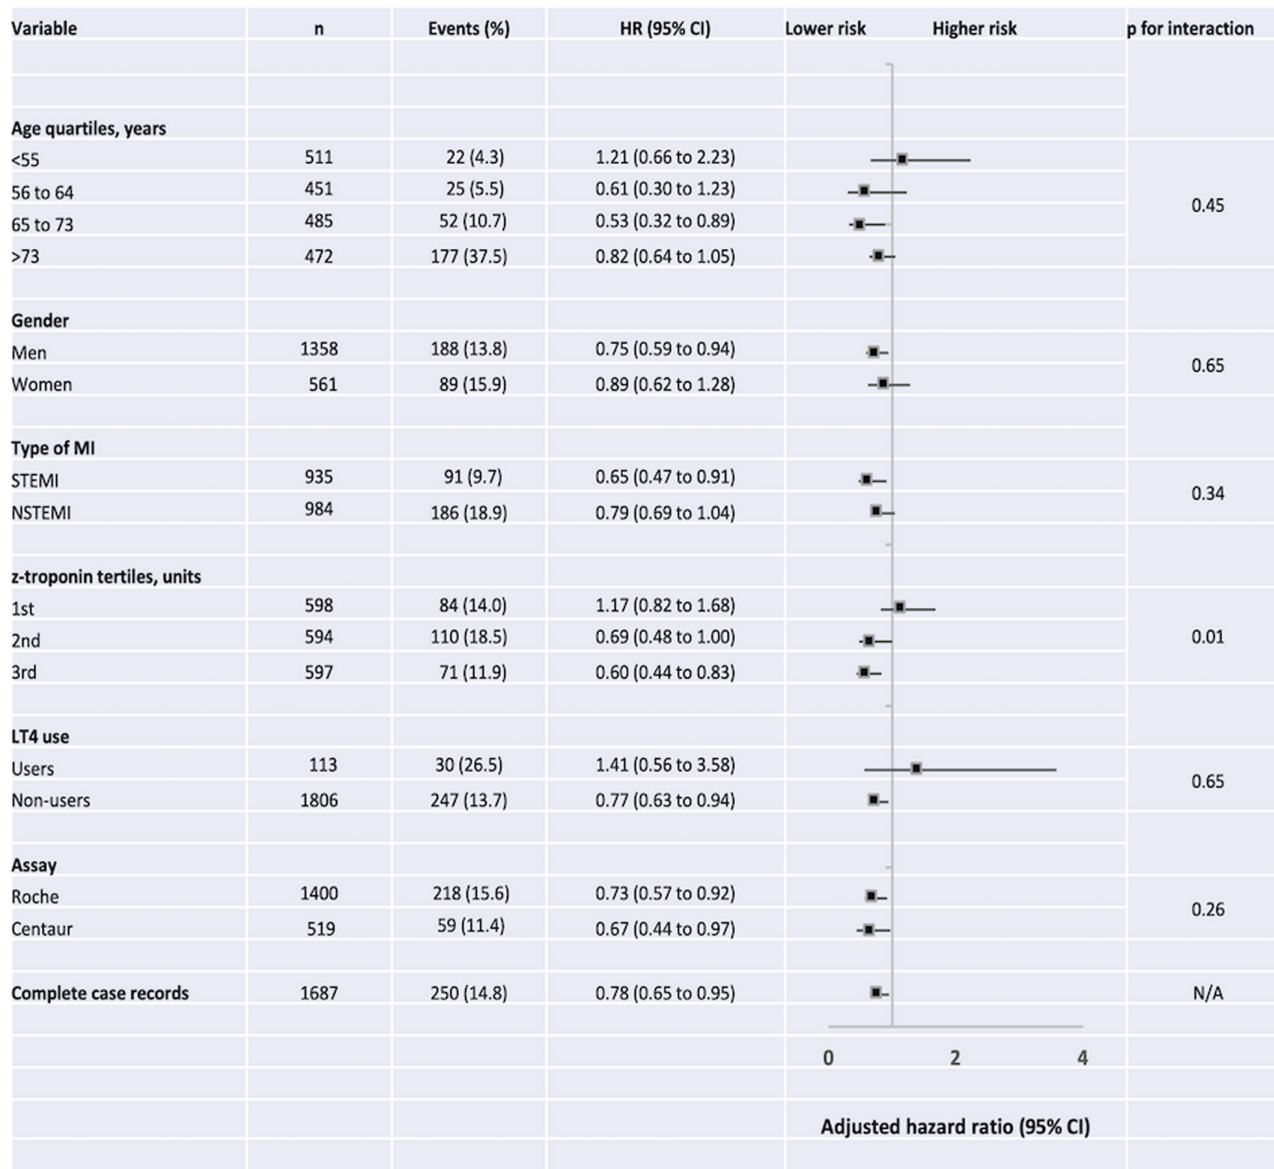 Variable n Events (%) HR (95% CI) Lower risk Higher risk p for interaction
Age quartiles, years
<55 511 22 (4.3) 1.21 (0.66 to 2.23)
56 to 64 451 25 (5.5) 0.61 (0.30 to 1.23)
0.45
65 to 73 485 52 (10.7) 0.53 (0.32 to 0.89)
>73 472 177 (37.5) 0.82 (0.64 to 1.05)
Gender
Men 1358 188 (13.8) 0.75 (0.59 to 0.94)
0.65
Women 561 89 (15.9) 0.89 (0.62 to 1.28)
Type of MI
STEMI 935 91 (9.7) 0.65 (0.47 to 0.91)
0.34
NSTEMI 984 186 (18.9) 0.79 (0.69 to 1.04)
z-troponin tertiles, units
1st 598 84 (14.0) 1.17 (0.82 to 1.68)
2nd 594 110 (18.5) 0.69 (0.48 to 1.00) 0.01
3rd 597 71 (11.9) 0.60 (0.44 to 0.83)
LT4 use
Users 113 30 (26.5) 1.41 (0.56 to 3.58)
0.65
Non-users 1806 247 (13.7) 0.77 (0.63 to 0.94)
Assay
Roche 1400 218 (15.6) 0.73 (0.57 to 0.92)
0.26
Centaur 519 59 (11.4) 0.67 (0.44 to 0.97)
Complete case records 1687 250 (14.8) 0.78 (0.65 to 0.95) N/A
0 2 4
Adjusted hazard ratio (95% CI)